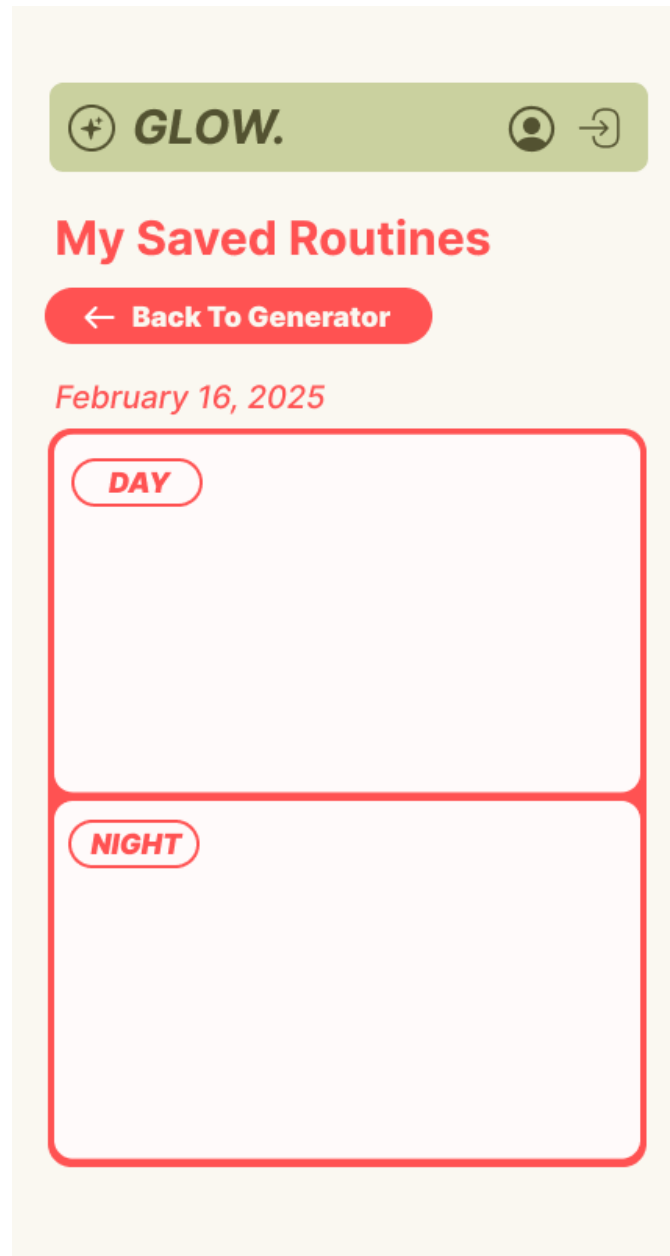 GLOW.
My Saved Routines
Back To Generator
February 16, 2025
DAY
NIGHT